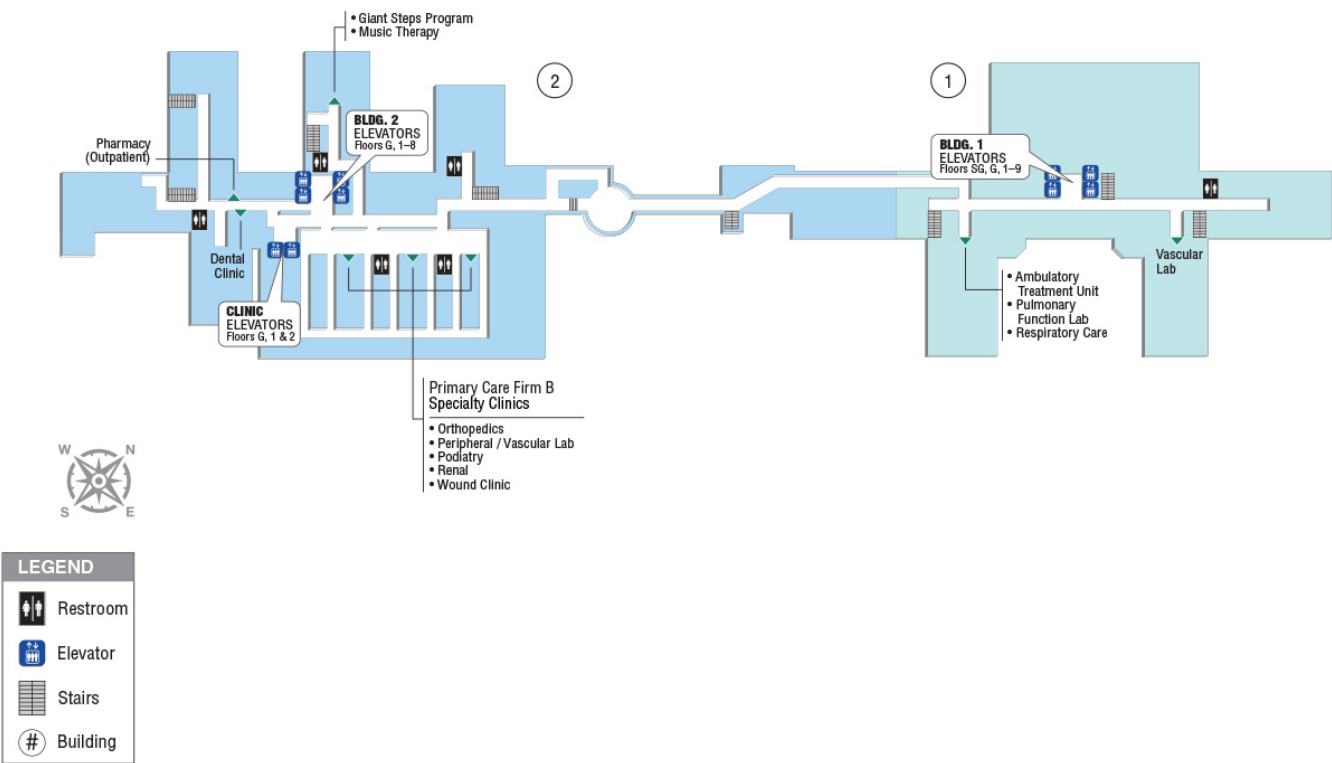 • Giant Steps Program
• Music Therapy
2
1
BLDG. 2
ELEVATORS
Floors G, 1–8
Pharmacy
(Outpatient)
BLDG. 1
ELEVATORS
Floors SG, G, 1–9
Dental
Clinic
Vascular
Lab
CLINIC
ELEVATORS
Floors G, 1 & 2
• Ambulatory
Treatment Unit
• Pulmonary
Function Lab
• Respiratory Care
Primary Care Firm B
Specialty Clinics
• Orthopedics
• Peripheral / Vascular Lab
• Podiatry
• Renal
• Wound Clinic
W
N
S
E
LEGEND
Restroom
Elevator
Stairs
# Building